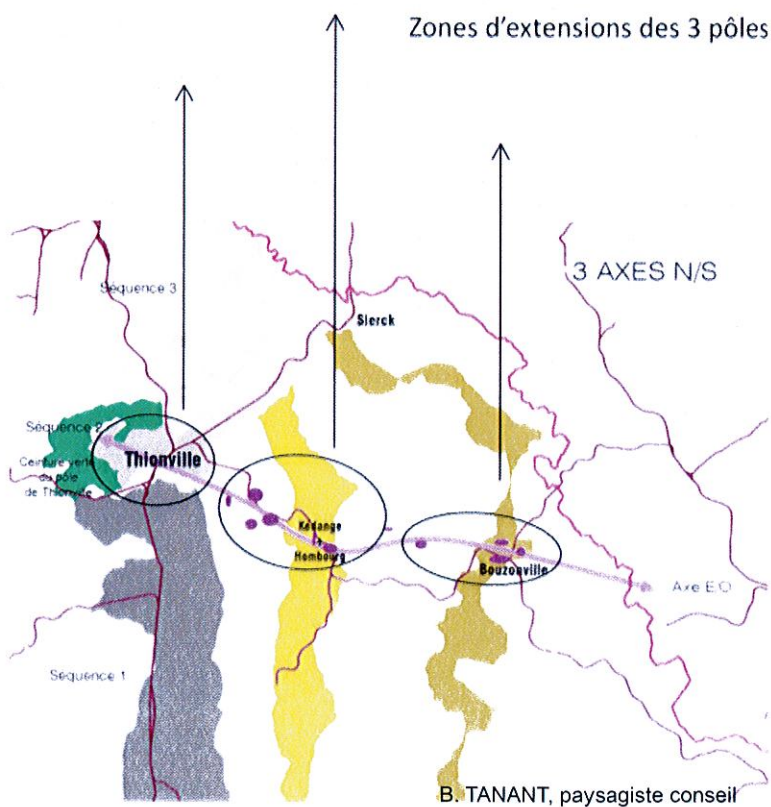 Zones d'extensions des 3 pôles
3 AXES N/S
Séquence 3
Sierck
Séquence 2
Thionville
Ceinture verte
du pôle
de Thionville
Kedange
Hombourg
Bouzonville
Axe E.O
Séquence 1
B. TANANT, paysagiste conseil